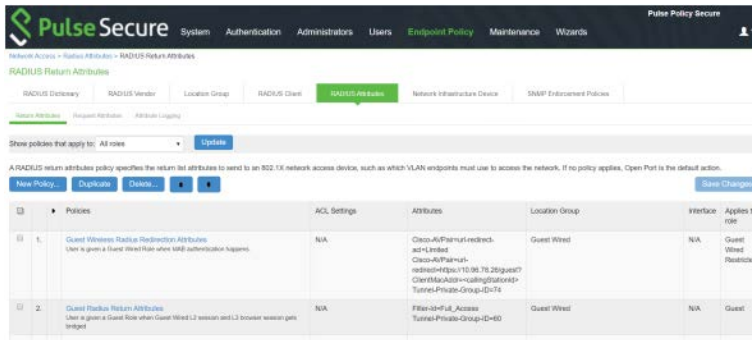 Pulse Policy Secure
Pulse Secure System Authentication Administrators Users Endpoint Policy Maintenance Wizards
Network Access > Radius Attributes > RADIUS Return Attributes
RADIUS Return Attributes
RADIUS Dictionary RADIUS Vendor Location Group RADIUS Client RADIUS Attributes Network Infrastructure Device SNMP Enforcement Policies
Return Attributes Request Attributes Attribute Logging
Show policies that apply to: All roles Update
A RADIUS return attributes policy specifies the return list attributes to send to an 802.1X network access device, such as which VLAN endpoints must use to access the network. If no policy applies, Open Port is the default action.
New Policy... Duplicate Delete... Save Changes
Policies ACL Settings Attributes Location Group Interface Applies t
role
1. Guest Wireless Radius Redirection Attributes N/A Cisco-AVPair=url-redirect- Guest Wired N/A Guest
User is given a Guest Wired Role when MAB authentication happens. acl=Limited Wired
Cisco-AVPair=url- Restricte
redirect=https://10.96.76.26/guest?
ClientMacAddr=<callingStationId>
Tunnel-Private-Group-ID=74
2. Guest Radius Return Attributes N/A Filter-Id=Full_Access Guest Wired N/A Guest
User is given a Guest Role when Guest Wired L2 session and L3 browser session gets Tunnel-Private-Group-ID=60
bridged